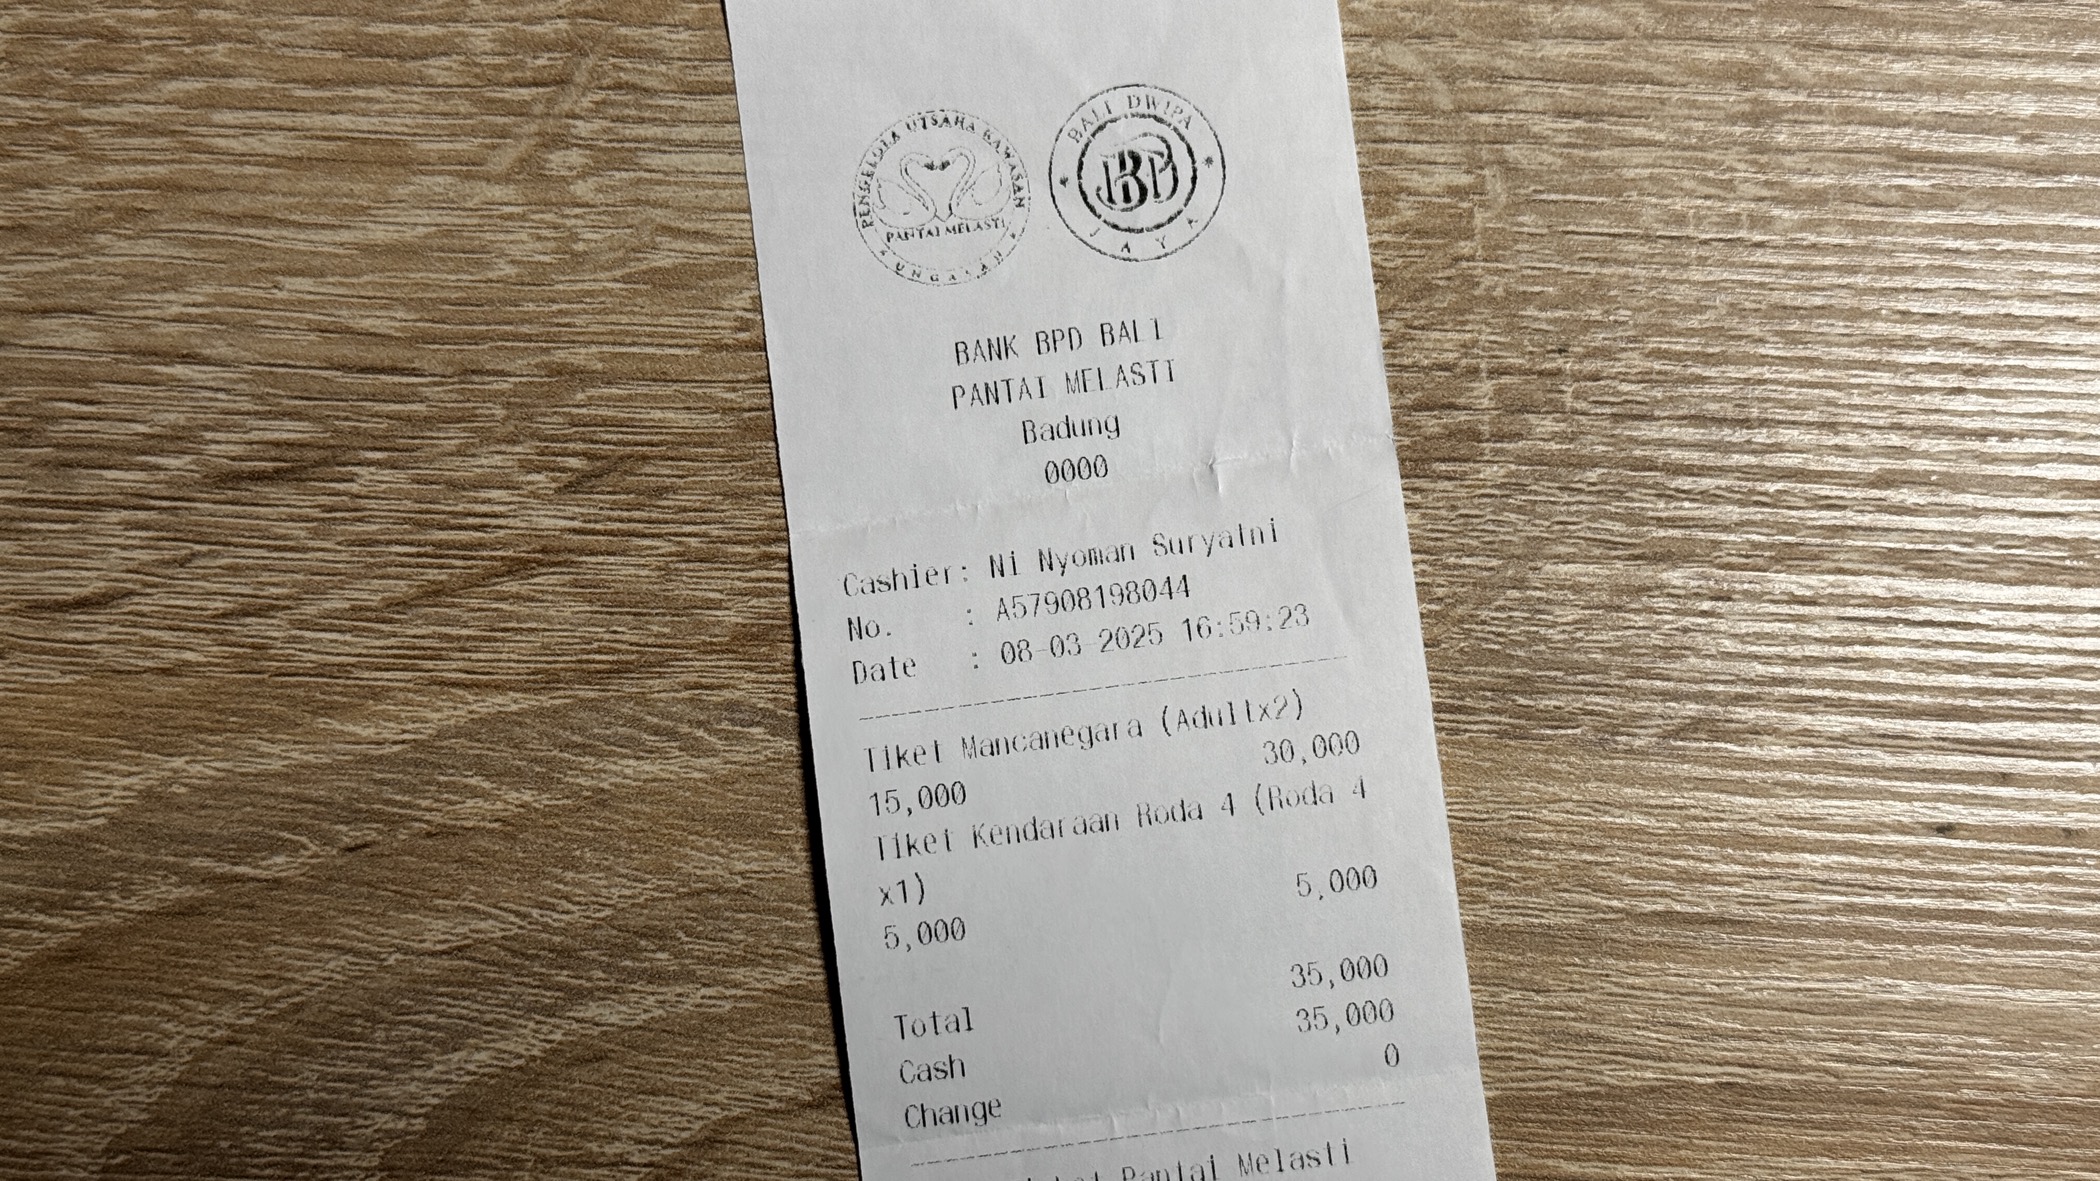 PENGELOLA UTSAHA KAWASAN
PANTAI MELASTI
UNGASAN
BALI DWIPA
BPD
JAYA
BANK BPD BALI
PANTAI MELASTI
Badung
0000
Cashier: Ni Nyoman Suryatni
No. : A57908198044
Date : 08-03-2025 16:59:23
Tiket Mancanegara (Adultx2)
15,000 30,000
Tiket Kendaraan Roda 4 (Roda 4
x1)
5,000 5,000
Total 35,000
Cash 35,000
Change 0
Pantai Melasti